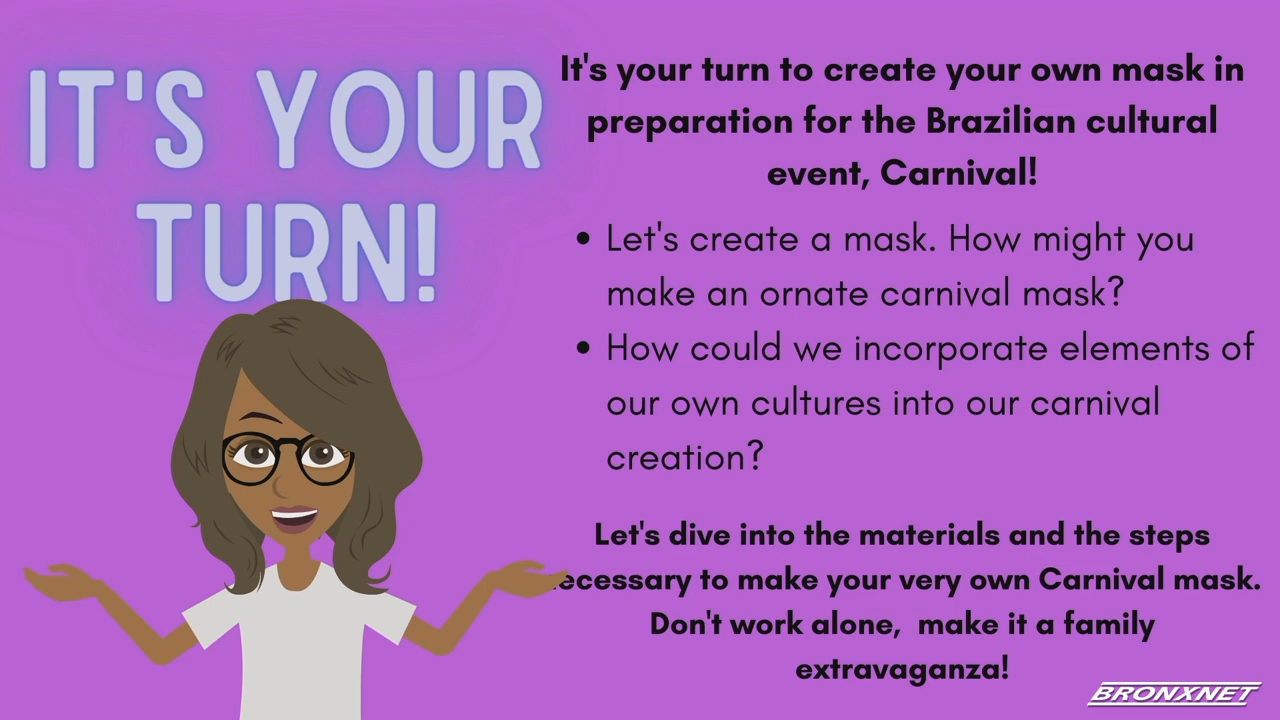 IT'S YOUR
TURN!
It's your turn to create your own mask in
preparation for the Brazilian cultural
event, Carnival!
• Let's create a mask. How might you
make an ornate carnival mask?
• How could we incorporate elements of
our own cultures into our carnival
creation?
Let's dive into the materials and the steps
ecessary to make your very own Carnival mask.
Don't work alone,  make it a family
extravaganza!
BRONXNET